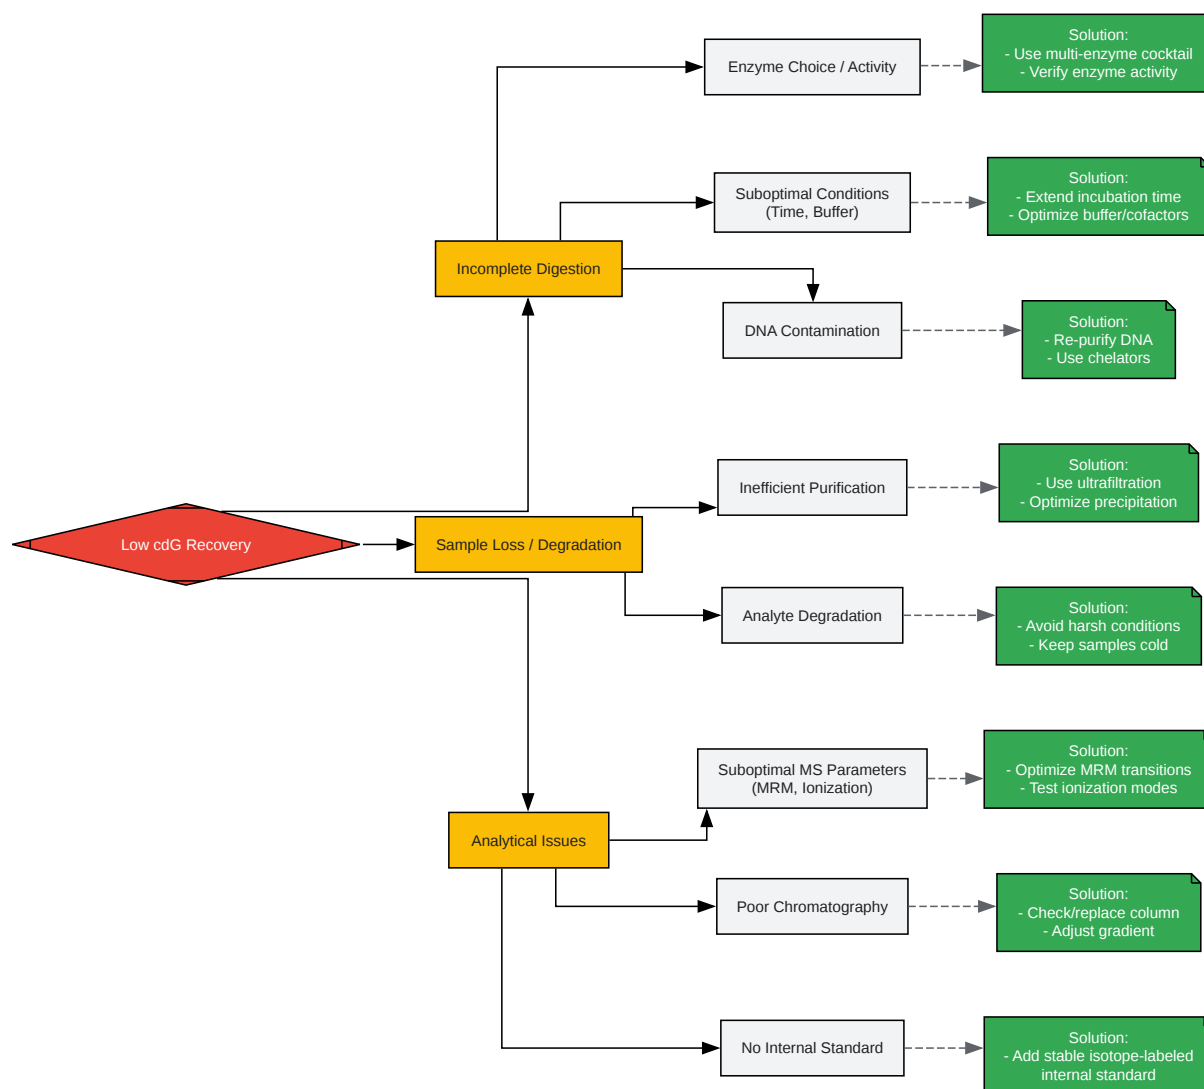 Low cdG Recovery
Incomplete Digestion
Enzyme Choice / Activity
Solution:
- Use multi-enzyme cocktail
- Verify enzyme activity
Suboptimal Conditions
(Time, Buffer)
Solution:
- Extend incubation time
- Optimize buffer/cofactors
DNA Contamination
Solution:
- Re-purify DNA
- Use chelators
Sample Loss / Degradation
Inefficient Purification
Solution:
- Use ultrafiltration
- Optimize precipitation
Analyte Degradation
Solution:
- Avoid harsh conditions
- Keep samples cold
Analytical Issues
Suboptimal MS Parameters
(MRM, Ionization)
Solution:
- Optimize MRM transitions
- Test ionization modes
Poor Chromatography
Solution:
- Check/replace column
- Adjust gradient
No Internal Standard
Solution:
- Add stable isotope-labeled
internal standard